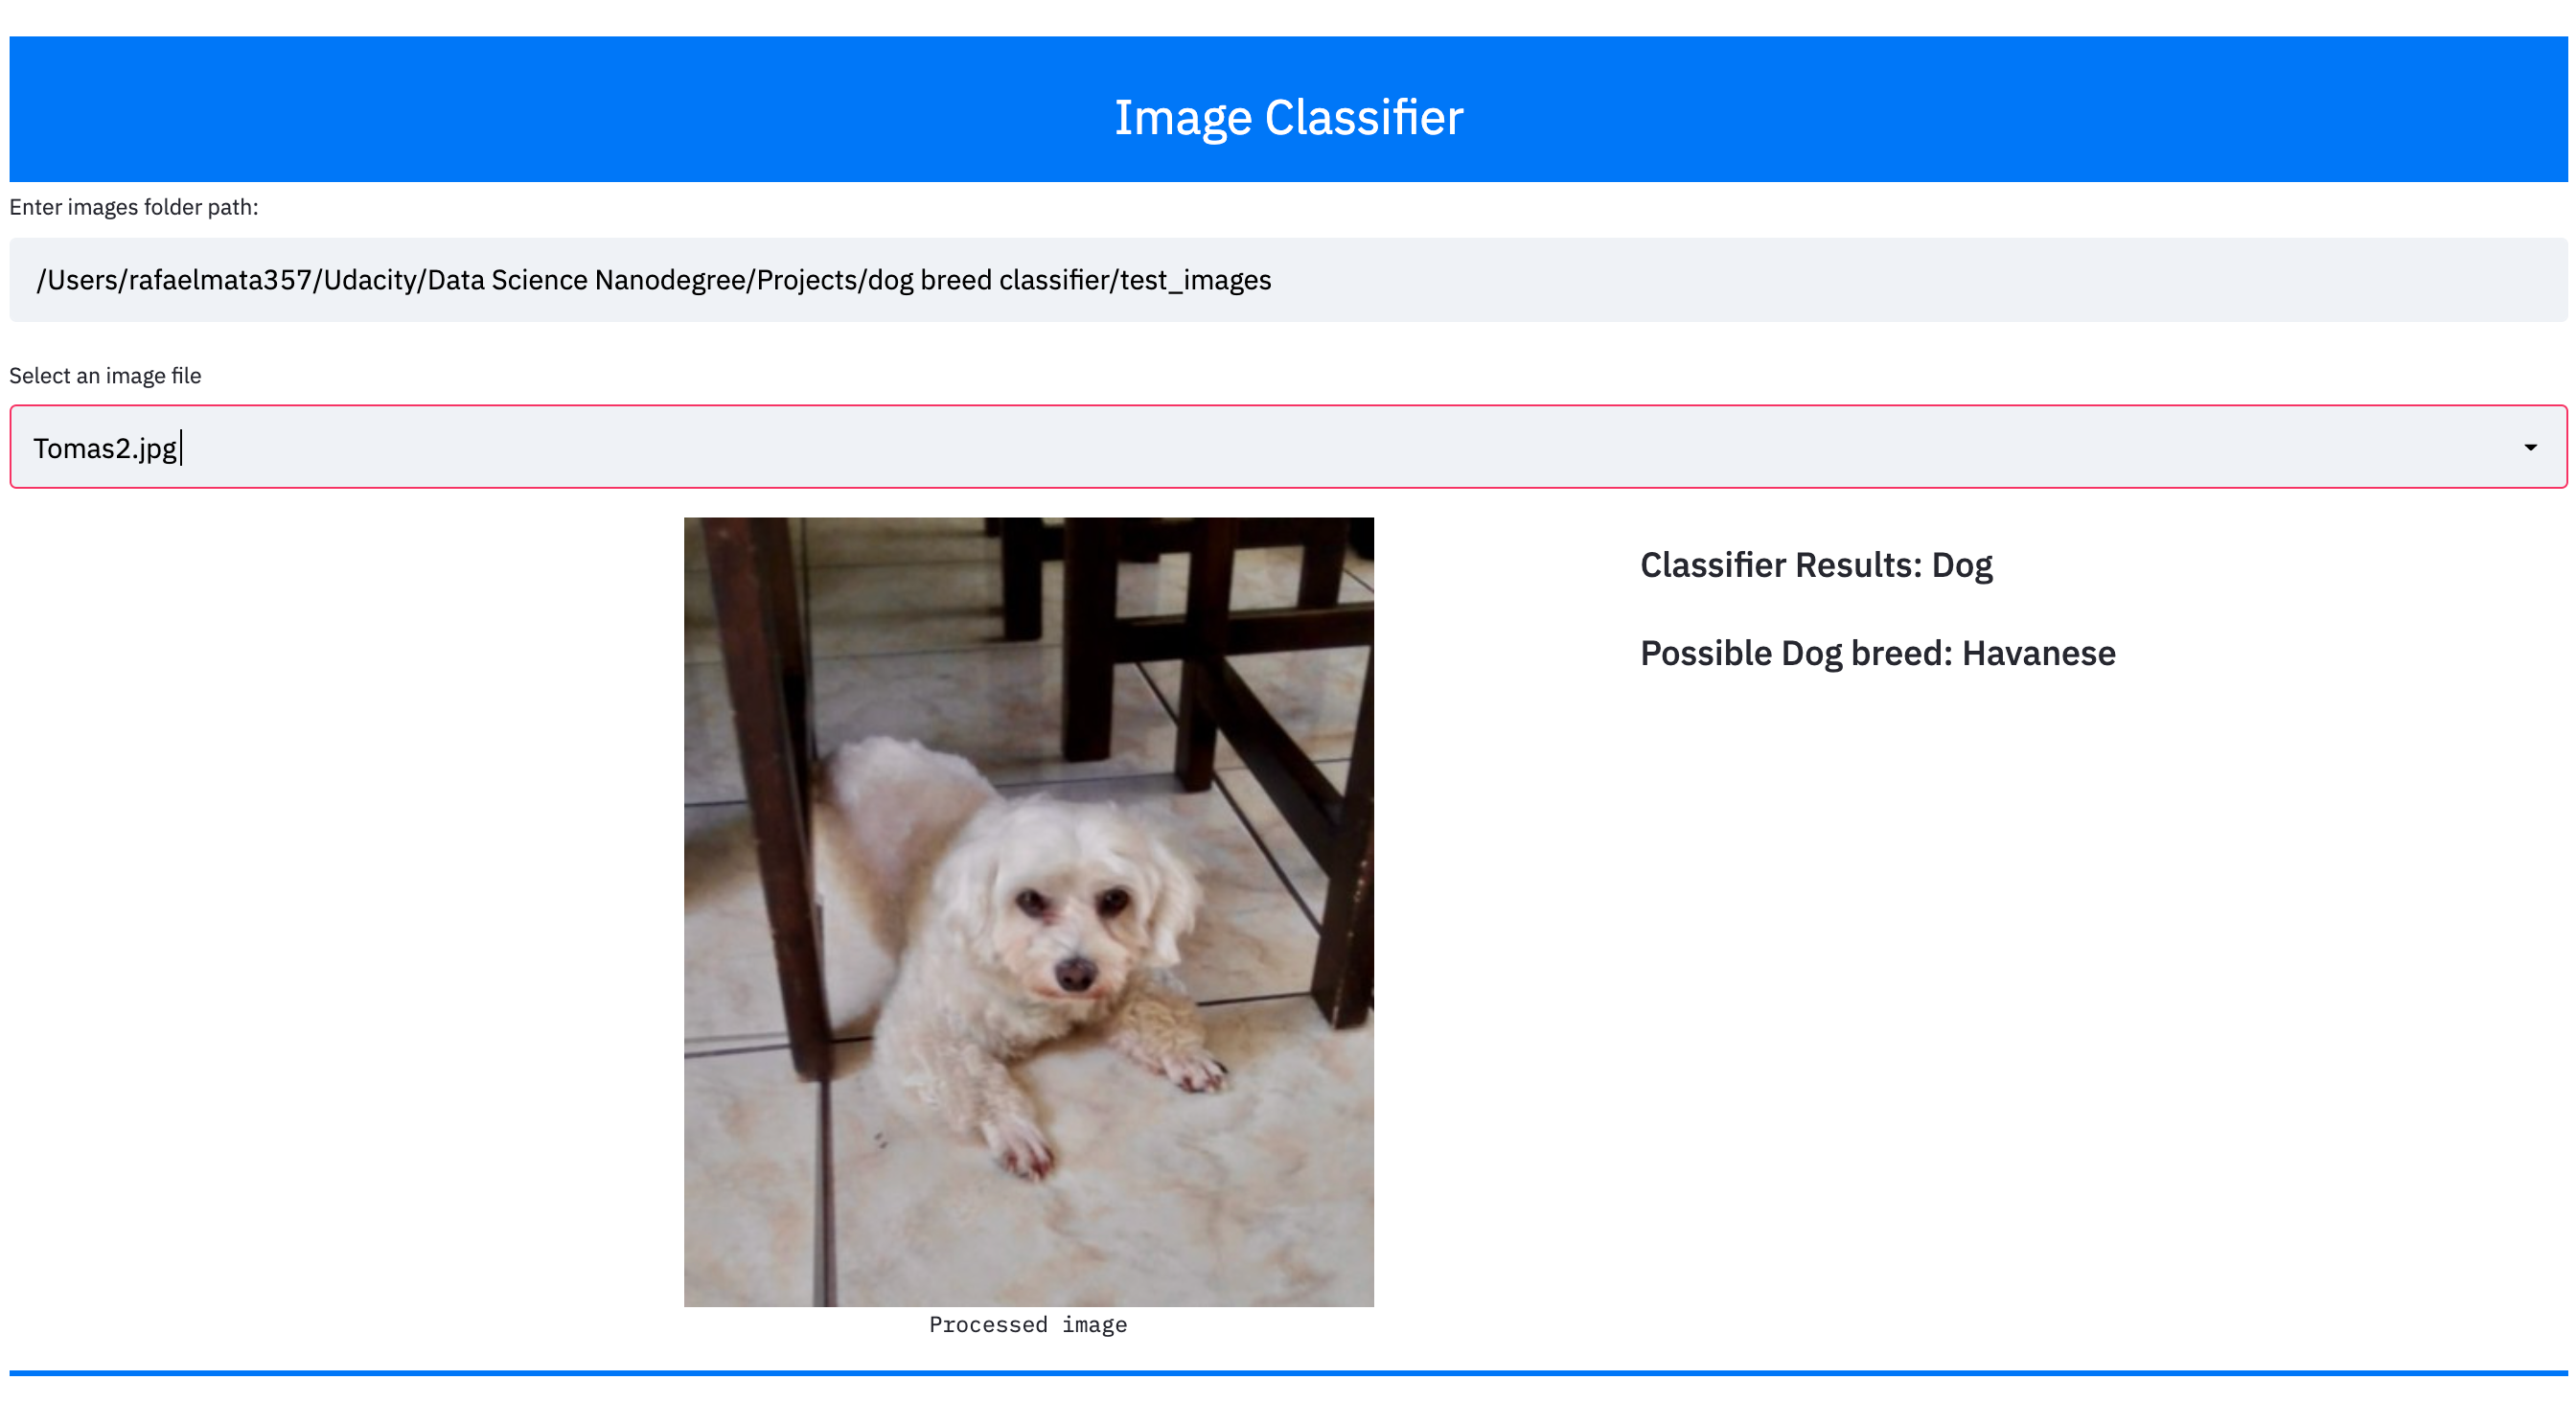 Image Classifier
Enter images folder path:
/Users/rafaelmata357/Udacity/Data Science Nanodegree/Projects/dog breed classifier/test_images
Select an image file
Tomas2.jpg
Classifier Results: Dog
Possible Dog breed: Havanese
Processed image